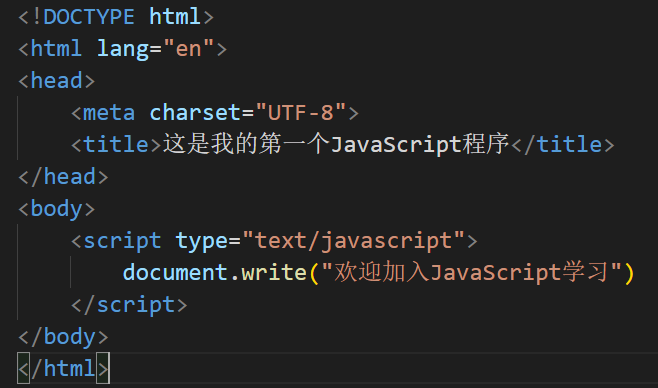 <!DOCTYPE html>
<html lang="en">
<head>
    <meta charset="UTF-8">
    <title>这是我的第一个JavaScript程序</title>
</head>
<body>
    <script type="text/javascript">
        document.write("欢迎加入JavaScript学习")
    </script>
</body>
</html>